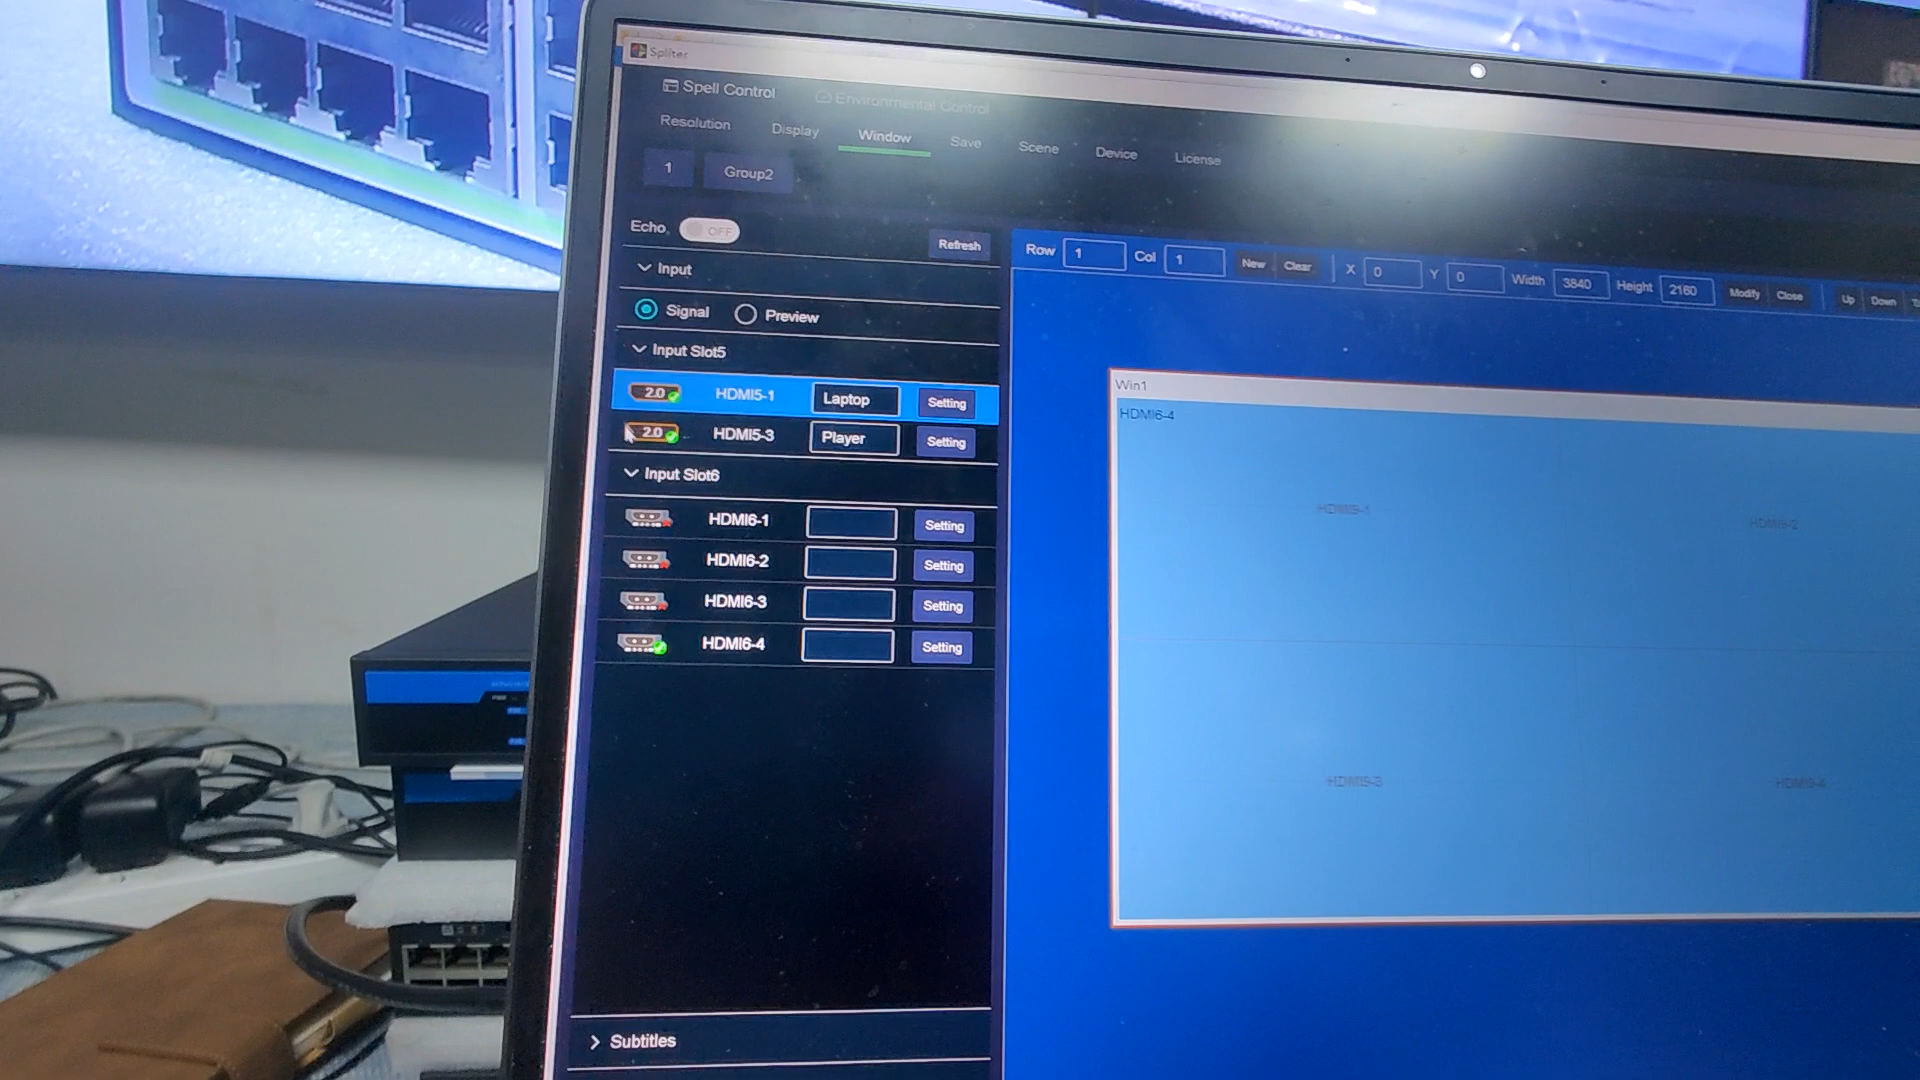 Spliter
Spell Control
Environmental Control
Resolution Display Window Save Scene Device License
1 Group2
Echo OFF Refresh
Row 1 Col 1 New Clear X 0 Y 0 Width 3840 Height 2160 Modify Close Up Down
Input
Signal Preview
Input Slot5
2.0 HDMI5-1 Laptop Setting
2.0 HDMI5-3 Player Setting
Input Slot6
HDMI6-1 Setting
HDMI6-2 Setting
HDMI6-3 Setting
HDMI6-4 Setting
Subtitles
Win1
HDMI6-4